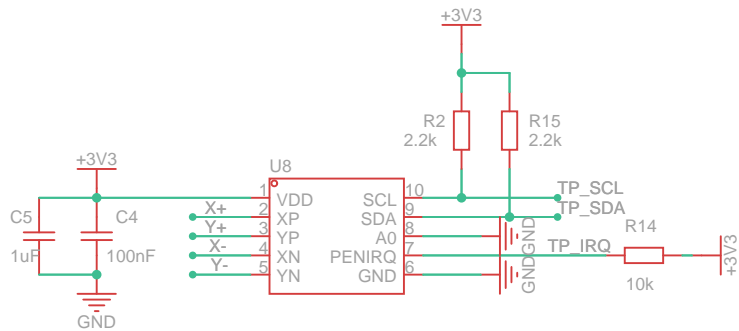 +3V3
R2
2.2k
R15
2.2k
+3V3
U8
C5
1uF
C4
100nF
GND
X+
Y+
X-
Y-
1
2
3
4
5
VDD
XP
YP
XN
YN
SCL
SDA
A0
PENIRQ
GND
10
9
8
7
6
TP_SCL
TP_SDA
GND
GND
TP_IRQ
R14
10k
+3V3